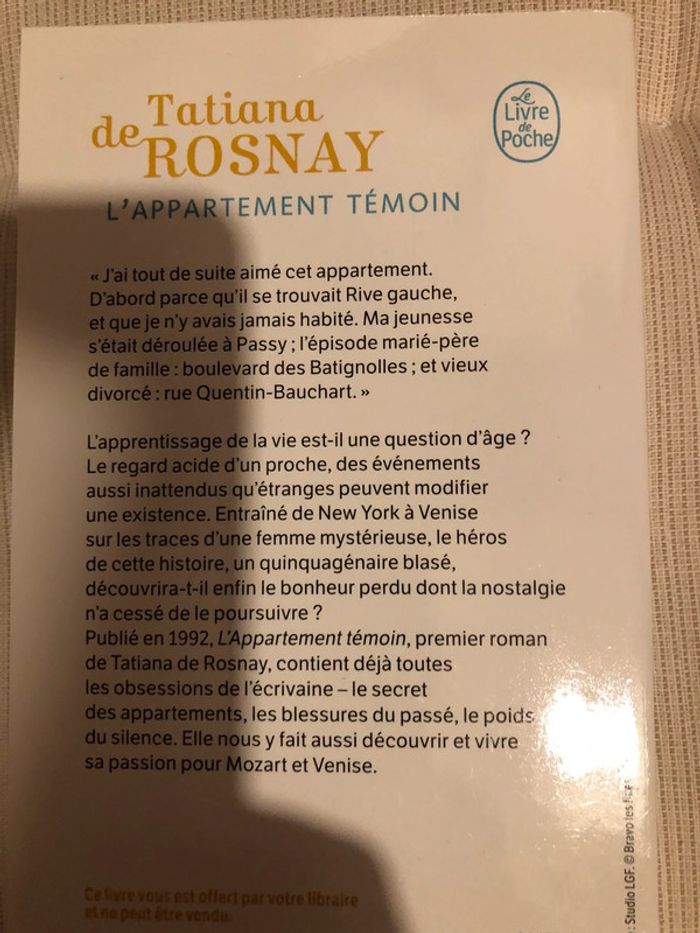 Tatiana
de ROSNAY
Le
Livre
de
Poche
L'APPARTEMENT TÉMOIN
« J'ai tout de suite aimé cet appartement.
D'abord parce qu'il se trouvait Rive gauche,
et que je n'y avais jamais habité. Ma jeunesse
s'était déroulée à Passy ; l'épisode marié-père
de famille : boulevard des Batignolles ; et vieux
divorcé : rue Quentin-Bauchart. »
L'apprentissage de la vie est-il une question d'âge ?
Le regard acide d'un proche, des événements
aussi inattendus qu'étranges peuvent modifier
une existence. Entraîné de New York à Venise
sur les traces d'une femme mystérieuse, le héros
de cette histoire, un quinquagénaire blasé,
découvrira-t-il enfin le bonheur perdu dont la nostalgie
n'a cessé de le poursuivre ?
Publié en 1992, L'Appartement témoin, premier roman
de Tatiana de Rosnay, contient déjà toutes
les obsessions de l'écrivaine – le secret
des appartements, les blessures du passé, le poids
du silence. Elle nous y fait aussi découvrir et vivre
sa passion pour Mozart et Venise.
Ce livre vous est offert par votre libraire
et ne peut être vendu.
: Studio LGF. © Bravo les